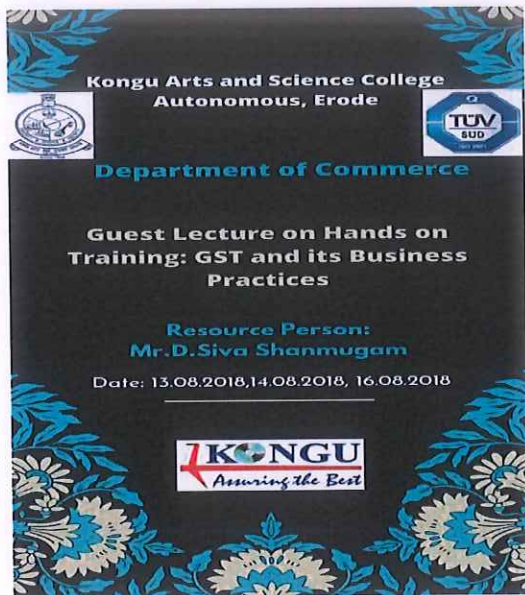 Kongu Arts and Science College
Autonomous, Erode
TÜV
SUD
Department of Commerce
Guest Lecture on Hands on
Training: GST and its Business
Practices
Resource Person:
Mr.D.Siva Shanmugam
Date: 13.08.2018,14.08.2018, 16.08.2018
KONGU
Assuring the Best